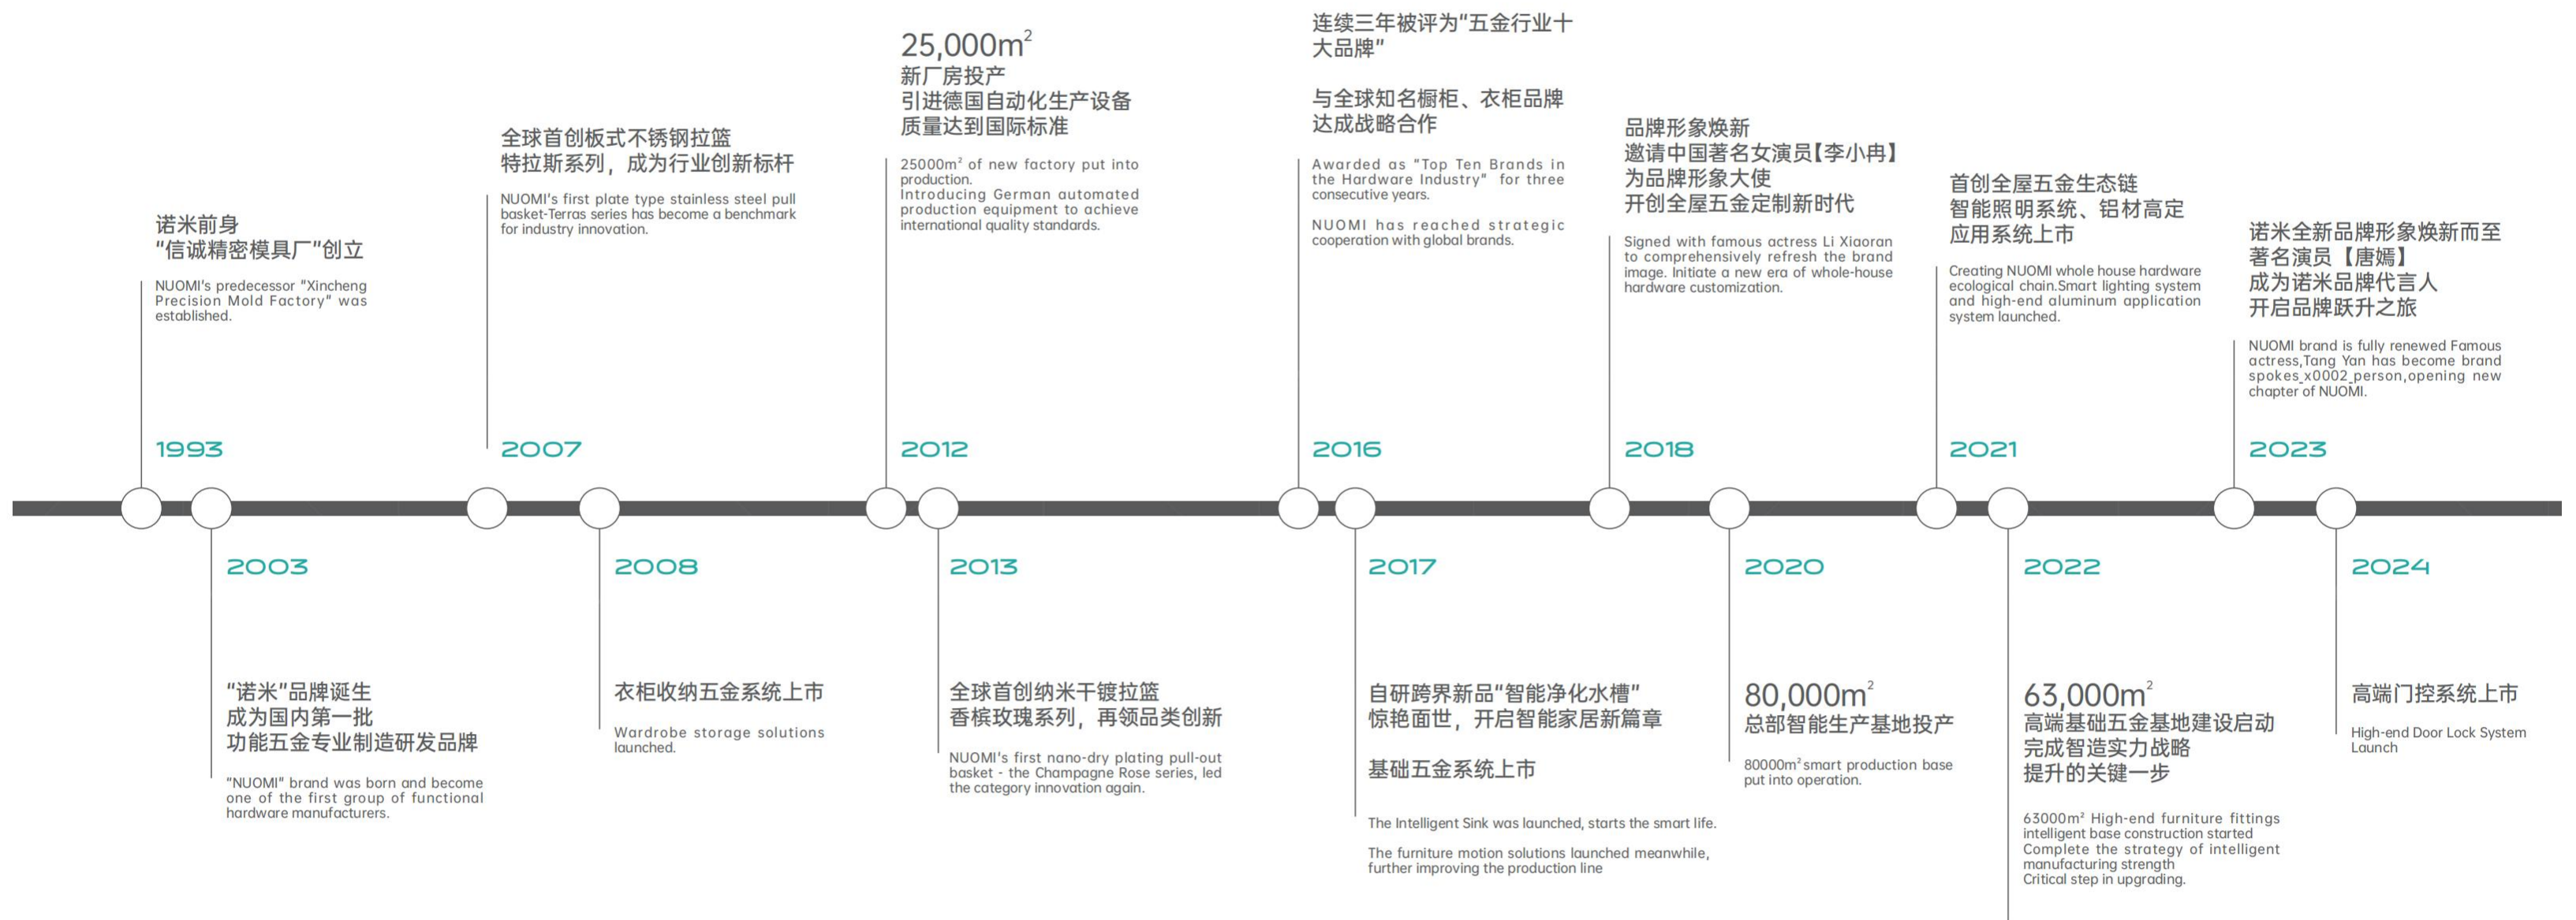 诺米前身
“信诚精密模具厂”创立
NUOMI's predecessor "Xincheng
Precision Mold Factory" was
established.
1993
2003
“诺米”品牌诞生
成为国内第一批
功能五金专业制造研发品牌
"NUOMI" brand was born and become
one of the first group of functional
hardware manufacturers.
全球首创板式不锈钢拉篮
特拉斯系列，成为行业创新标杆
NUOMI's first plate type stainless steel pull
basket-Terras series has become a benchmark
for industry innovation.
2007
2008
衣柜收纳五金系统上市
Wardrobe storage solutions
launched.
25,000m²
新厂房投产
引进德国自动化生产设备
质量达到国际标准
25000m² of new factory put into
production.
Introducing German automated
production equipment to achieve
international quality standards.
2012
2013
全球首创纳米干镀拉篮
香槟玫瑰系列，再领品类创新
NUOMI's first nano-dry plating pull-out
basket - the Champagne Rose series, led
the category innovation again.
连续三年被评为“五金行业十
大品牌”
与全球知名橱柜、衣柜品牌
达成战略合作
Awarded as "Top Ten Brands in
the Hardware Industry" for three
consecutive years.
NUOMI has reached strategic
cooperation with global brands.
2016
2017
自研跨界新品“智能净化水槽”
惊艳面世，开启智能家居新篇章
基础五金系统上市
The Intelligent Sink was launched, starts the smart life.
The furniture motion solutions launched meanwhile,
further improving the production line
品牌形象焕新
邀请中国著名女演员【李小冉】
为品牌形象大使
开创全屋五金定制新时代
Signed with famous actress Li Xiaoran
to comprehensively refresh the brand
image. Initiate a new era of whole-house
hardware customization.
2018
2020
80,000m²
总部智能生产基地投产
80000m² smart production base
put into operation.
首创全屋五金生态链
智能照明系统、铝材高定
应用系统上市
Creating NUOMI whole house hardware
ecological chain.Smart lighting system
and high-end aluminum application
system launched.
2021
2022
63,000m²
高端基础五金基地建设启动
完成智造实力战略
提升的关键一步
63000m² High-end furniture fittings
intelligent base construction started
Complete the strategy of intelligent
manufacturing strength
Critical step in upgrading.
诺米全新品牌形象焕新而至
著名演员【唐嫣】
成为诺米品牌代言人
开启品牌跃升之旅
NUOMI brand is fully renewed Famous
actress,Tang Yan has become brand
spokes_x0002_person,opening new
chapter of NUOMI.
2023
2024
高端门控系统上市
High-end Door Lock System
Launch